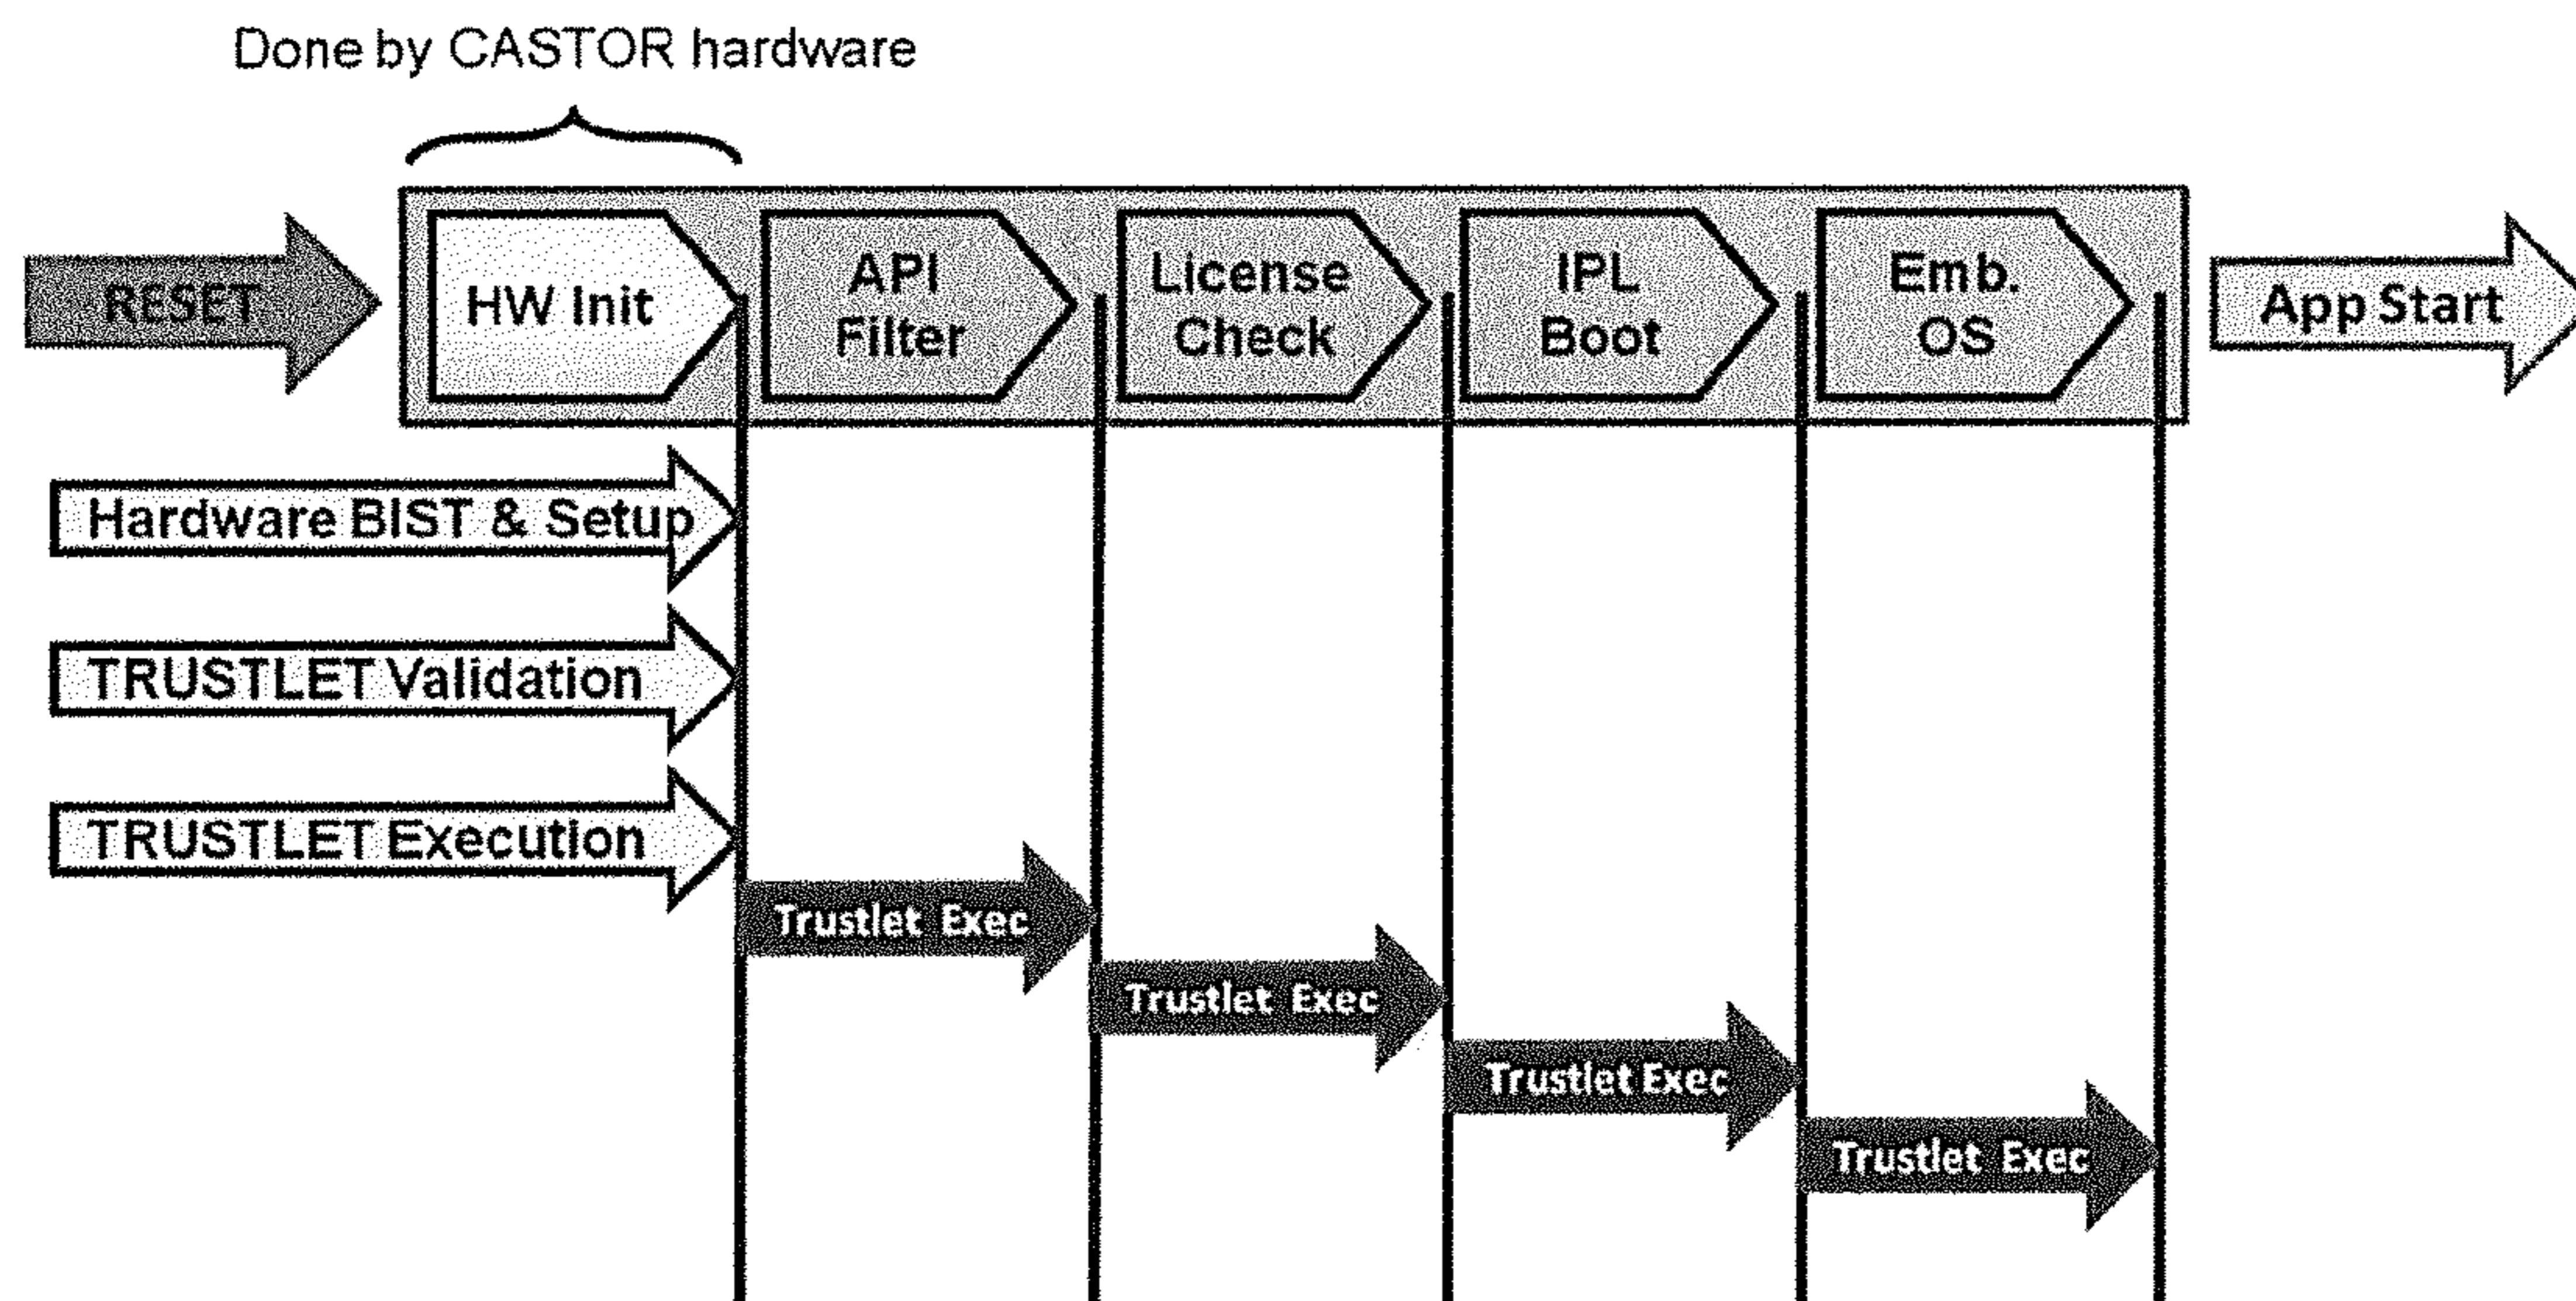 Done by CASTOR hardware
RESET
HW Init
API
Filter
License
Check
IPL
Boot
Emb.
OS
App Start
Hardware BIST & Setup
TRUSTLET Validation
TRUSTLET Execution
Trustlet Exec
Trustlet Exec
Trustlet Exec
Trustlet Exec